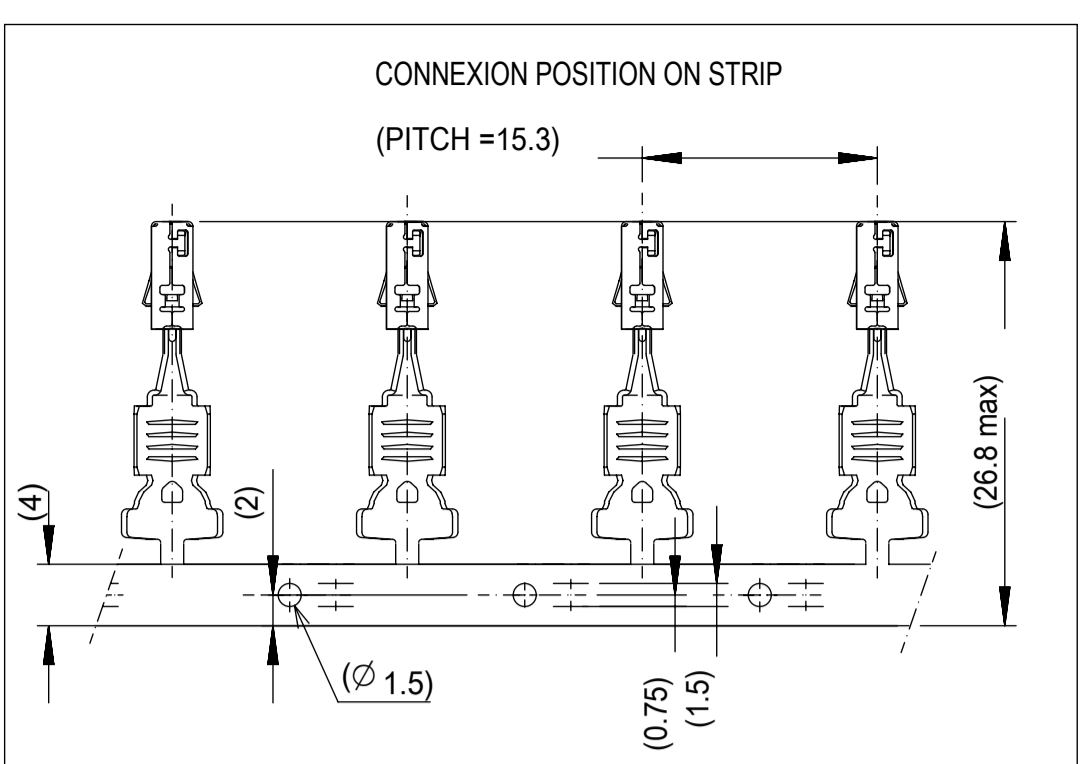 CONNEXION POSITION ON STRIP
(PITCH =15.3)
(26.8 max)
(4)
(2)
(Ø 1.5)
(0.75)
(1.5)